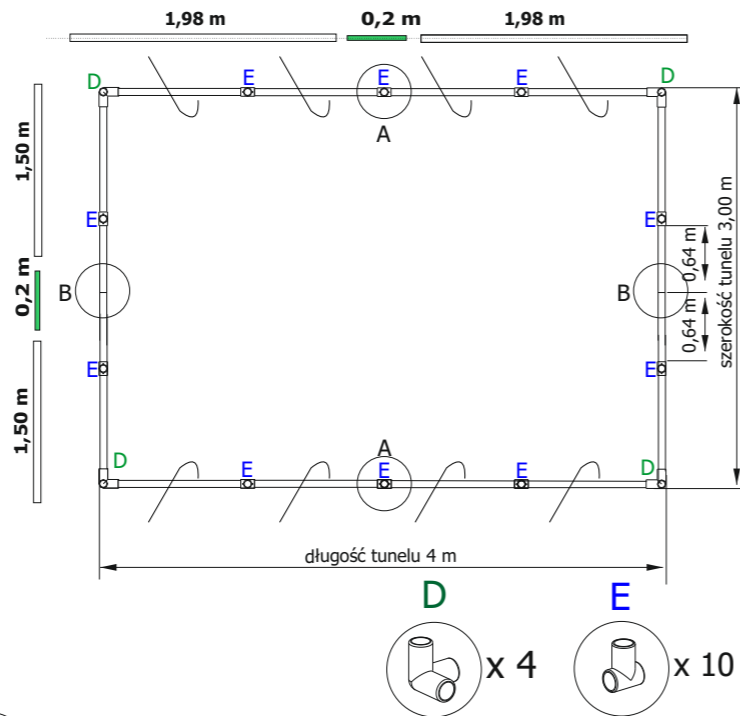 1,98 m 0,2 m 1,98 m
D E E E D
A
1,50 m
E E
0,64 m
szerokość tunelu 3,00 m
0,2 m
B B
0,64 m
E E
1,50 m
A
D E E E D
długość tunelu 4 m
D E
x 4 x 10